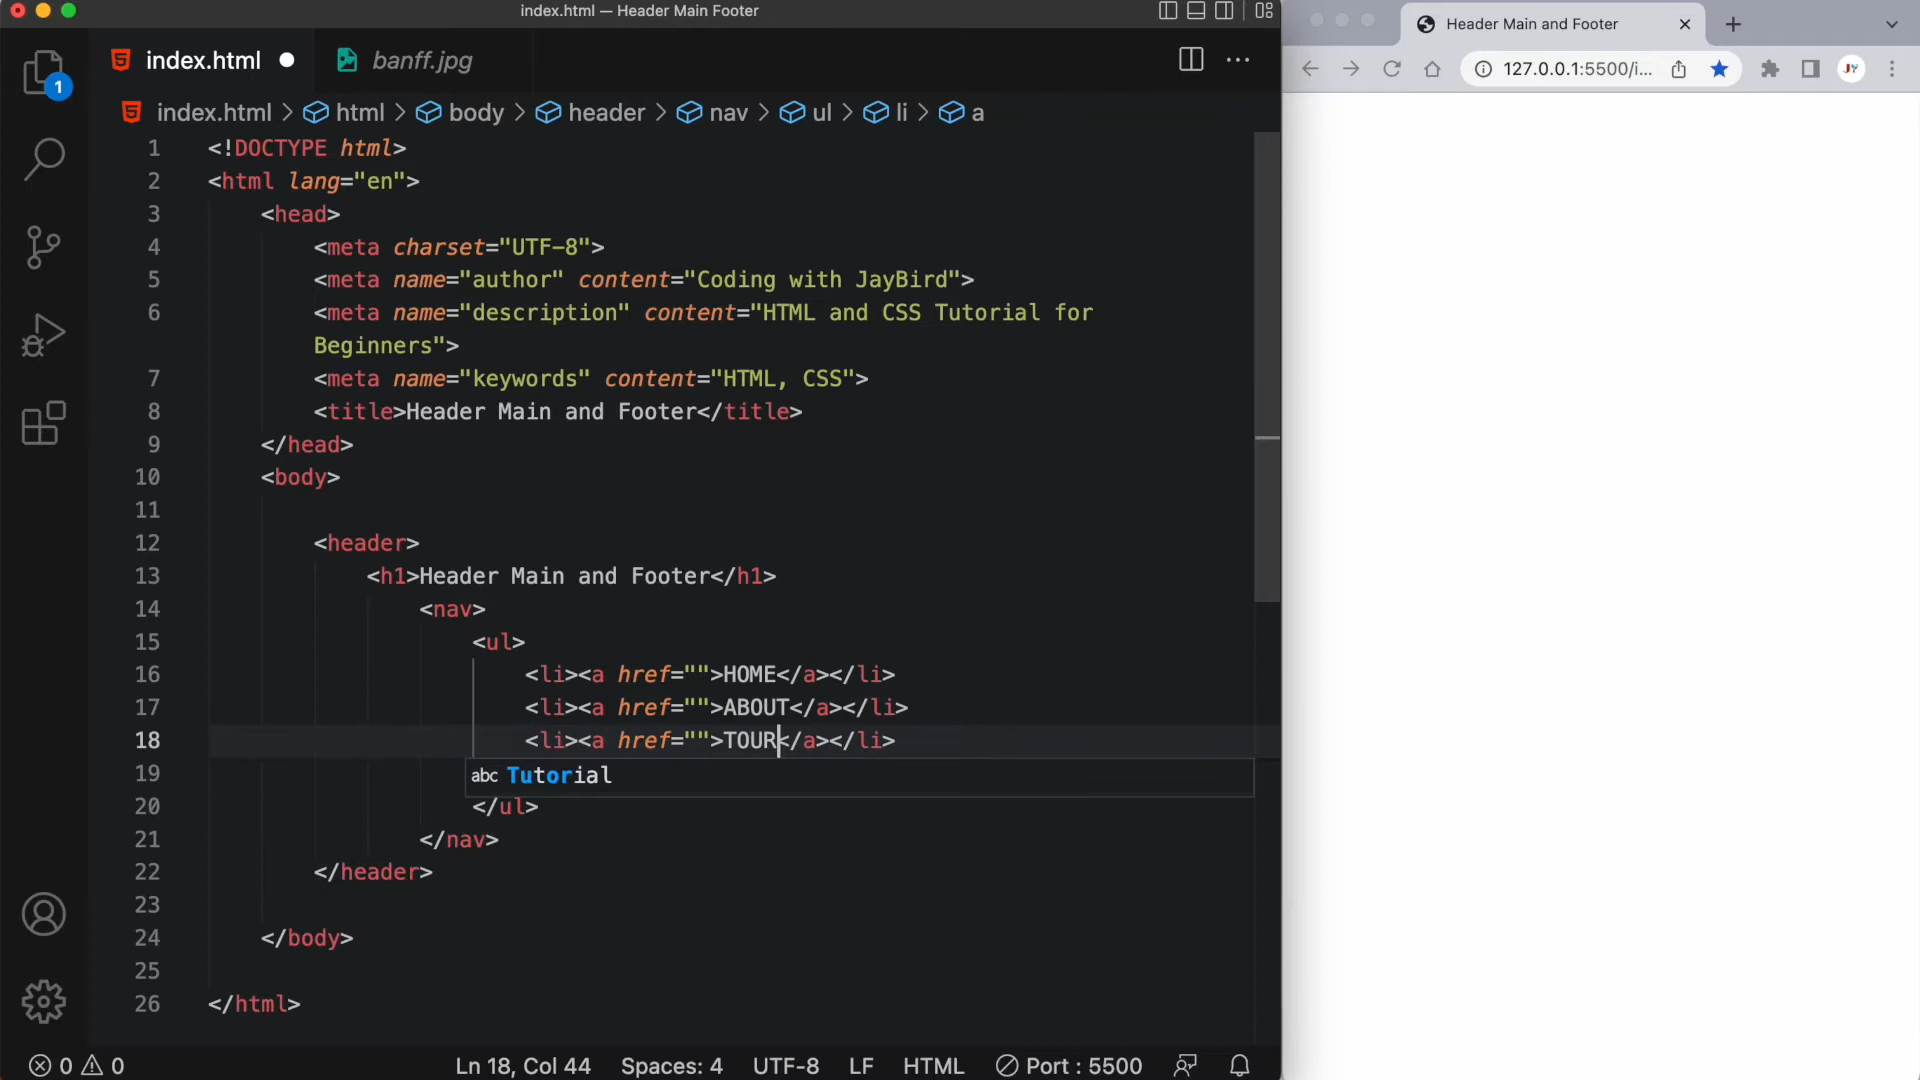 index.html — Header Main Footer
index.html
banff.jpg
index.html > html > body > header > nav > ul > li > a
1
1 <!DOCTYPE html>
2 <html lang="en">
3 <head>
4 <meta charset="UTF-8">
5 <meta name="author" content="Coding with JayBird">
6 <meta name="description" content="HTML and CSS Tutorial for
Beginners">
7 <meta name="keywords" content="HTML, CSS">
8 <title>Header Main and Footer</title>
9 </head>
10 <body>
11
12 <header>
13 <h1>Header Main and Footer</h1>
14 <nav>
15 <ul>
16 <li><a href="">HOME</a></li>
17 <li><a href="">ABOUT</a></li>
18 <li><a href="">TOUR</a></li>
19 abc Tutorial
20 </ul>
21 </nav>
22 </header>
23
24 </body>
25
26 </html>
0 0 Ln 18, Col 44 Spaces: 4 UTF-8 LF HTML Port : 5500
Header Main and Footer
127.0.0.1:5500/i...
JY